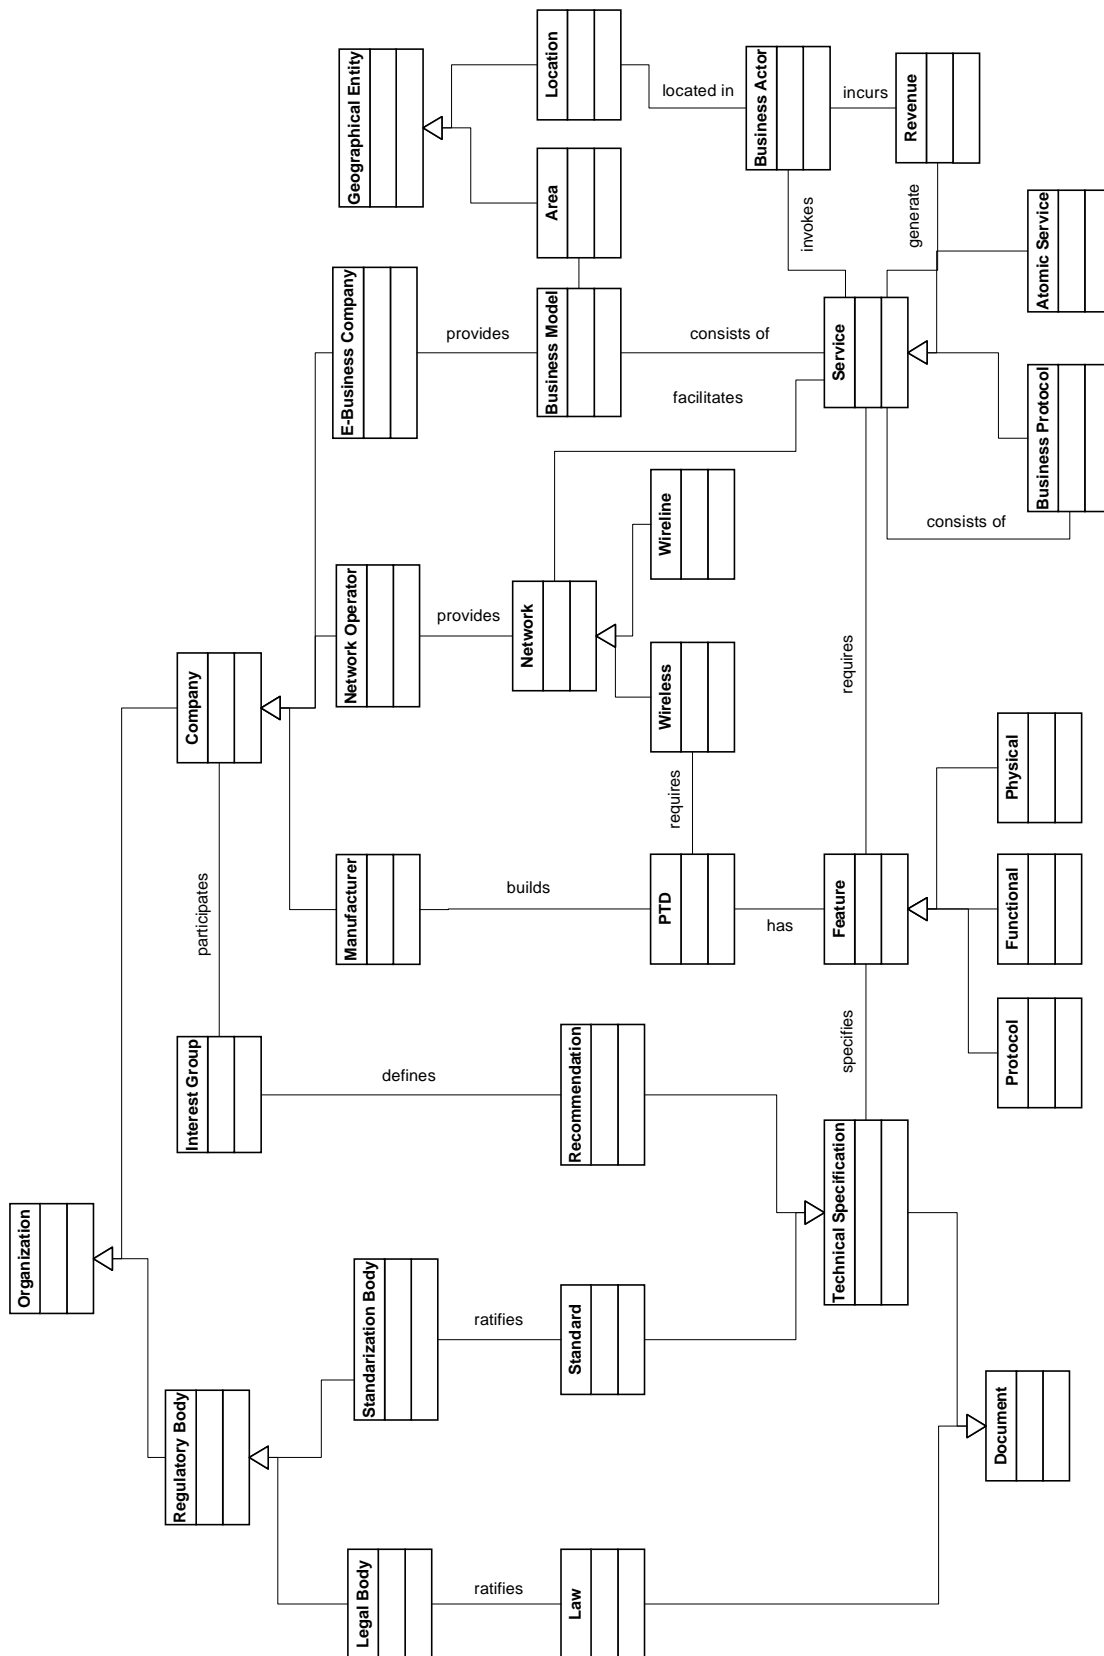 Organization
Regulatory Body
Company
Interest Group
participates
Legal Body
Standarization Body
Manufacturer
Network Operator
E-Business Company
Geographical Entity
ratifies
ratifies
defines
builds
provides
provides
Law
Standard
Recommendation
PTD
requires
Wireless
Network
Wireline
Business Model
Area
Location
has
facilitates
consists of
located in
Technical Specification
specifies
Feature
requires
Service
invokes
Business Actor
incurs
generate
Revenue
consists of
Document
Protocol
Functional
Physical
Business Protocol
Atomic Service